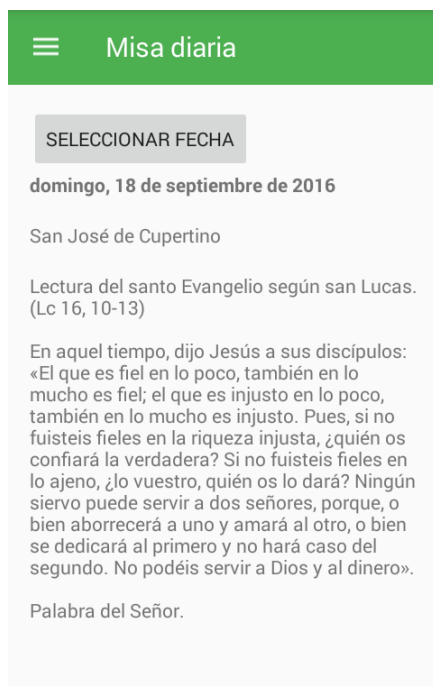 Misa diaria
SELECCIONAR FECHA
domingo, 18 de septiembre de 2016
San José de Cupertino
Lectura del santo Evangelio según san Lucas.
(Lc 16, 10-13)
En aquel tiempo, dijo Jesús a sus discípulos:
«El que es fiel en lo poco, también en lo
mucho es fiel; el que es injusto en lo poco,
también en lo mucho es injusto. Pues, si no
fuisteis fieles en la riqueza injusta, ¿quién os
confiará la verdadera? Si no fuisteis fieles en
lo ajeno, ¿lo vuestro, quién os lo dará? Ningún
siervo puede servir a dos señores, porque, o
bien aborrecerá a uno y amará al otro, o bien
se dedicará al primero y no hará caso del
segundo. No podéis servir a Dios y al dinero».
Palabra del Señor.